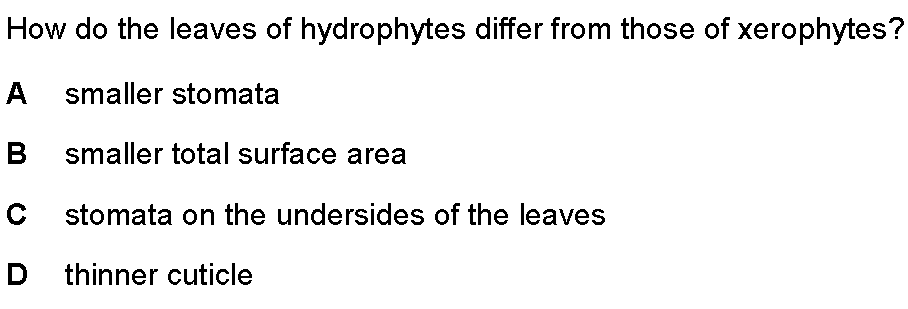 How do the leaves of hydrophytes differ from those of xerophytes?
A smaller stomata
B smaller total surface area
C stomata on the undersides of the leaves
D thinner cuticle